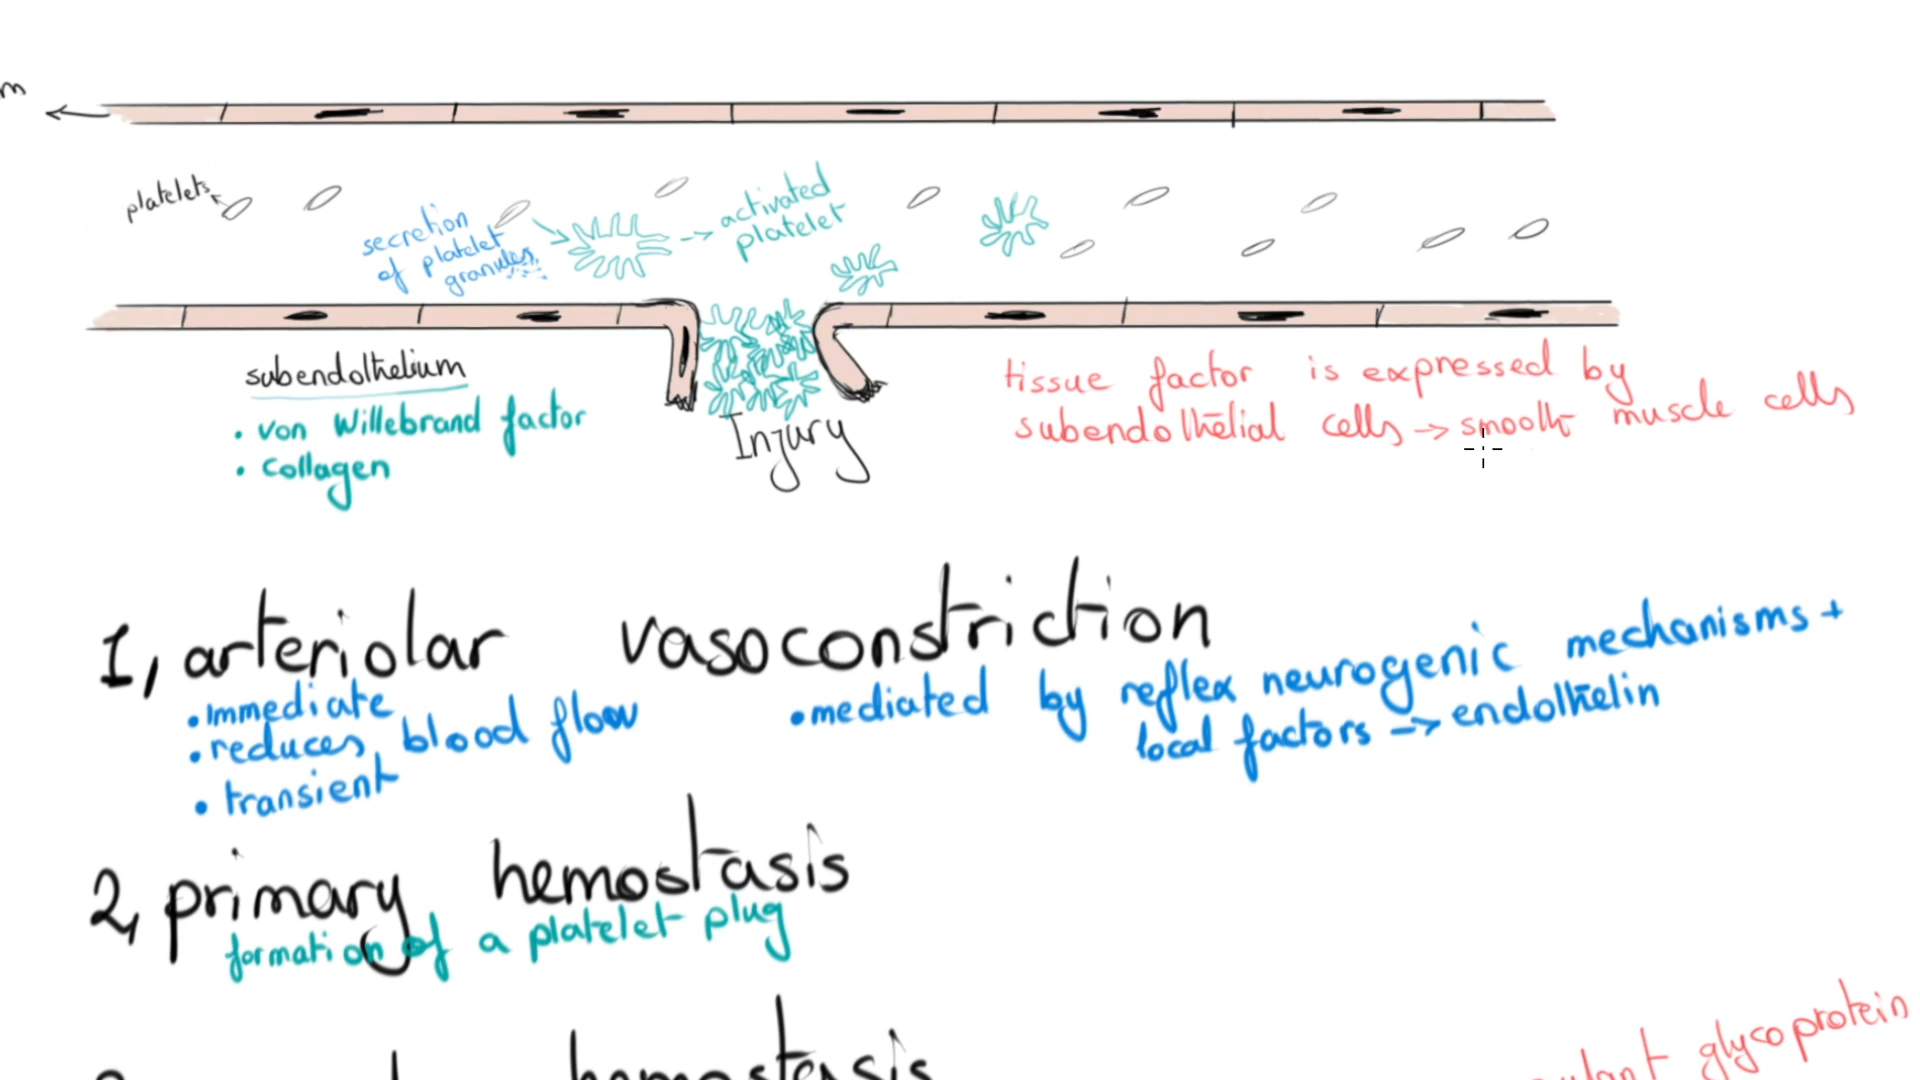 m
platelets
secretion
of platelet
granules
activated
platelet
subendothelium
• von Willebrand factor
• collagen
Injury
tissue factor is expressed by
subendothelial cells -> smooth muscle cells
1, arteriolar vasoconstriction
• immediate
• reduces blood flow
• transient
• mediated by reflex neurogenic mechanisms +
local factors -> endothelin
2, primary hemostasis
formation of a platelet plug
hemostasis
glycoprotein